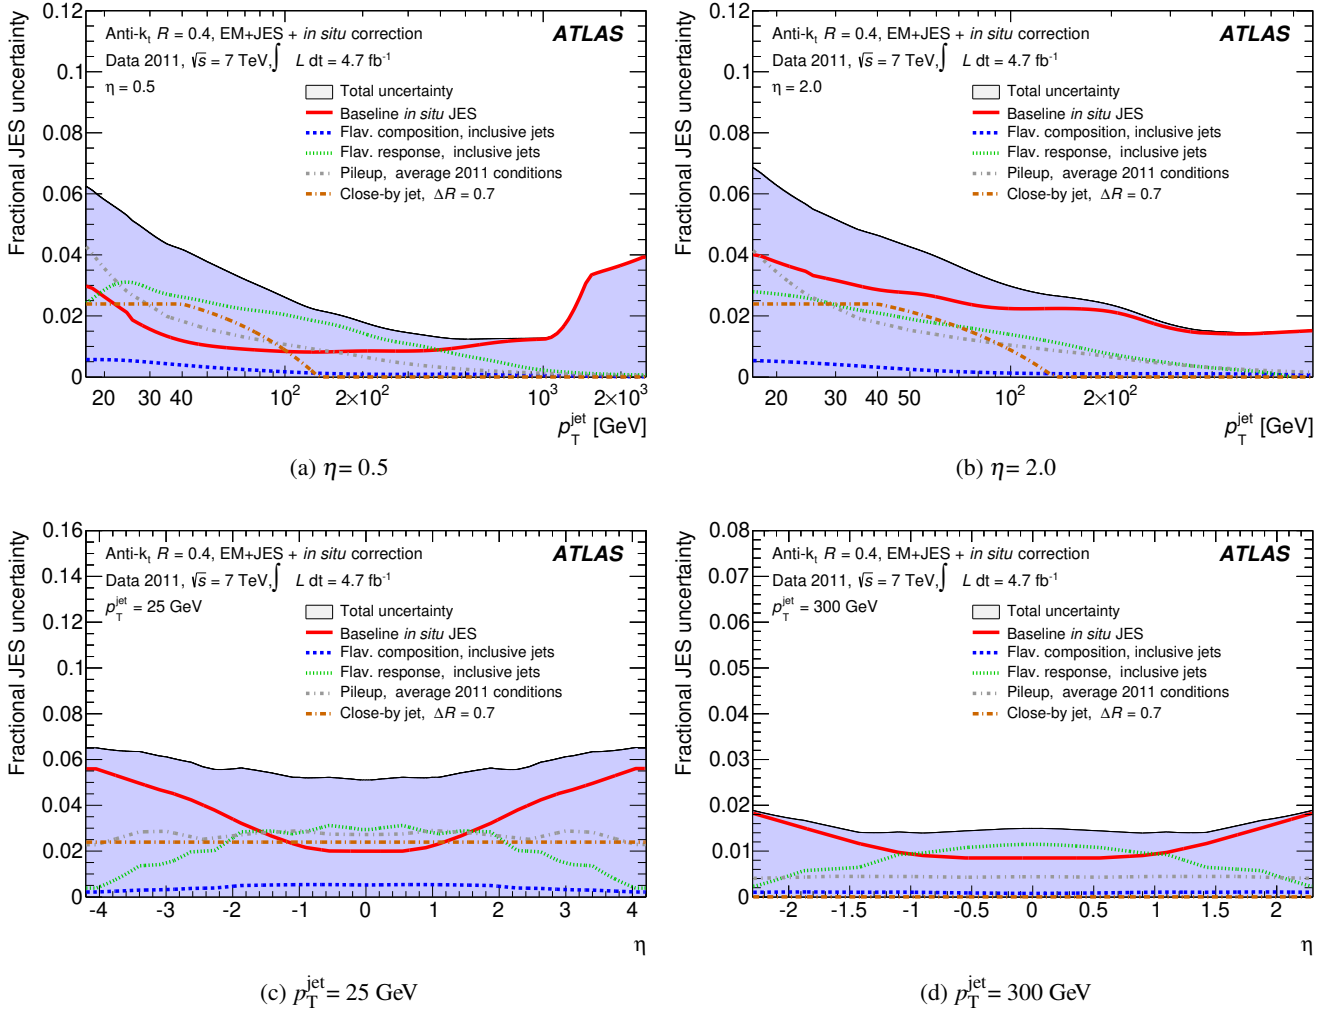 Fractional JES uncertainty
0.12
0.1
0.08
0.06
0.04
0.02
0
Anti-kt R = 0.4, EM+JES + in situ correction
ATLAS
Data 2011, √s = 7 TeV, ∫ L dt = 4.7 fb⁻¹
η = 0.5
Total uncertainty
Baseline in situ JES
Flav. composition, inclusive jets
Flav. response, inclusive jets
Pileup, average 2011 conditions
Close-by jet, ΔR = 0.7
20 30 40 10² 2×10² 10³ 2×10³
p_T^jet [GeV]
(a) η = 0.5
Fractional JES uncertainty
0.12
0.1
0.08
0.06
0.04
0.02
0
Anti-kt R = 0.4, EM+JES + in situ correction
ATLAS
Data 2011, √s = 7 TeV, ∫ L dt = 4.7 fb⁻¹
η = 2.0
Total uncertainty
Baseline in situ JES
Flav. composition, inclusive jets
Flav. response, inclusive jets
Pileup, average 2011 conditions
Close-by jet, ΔR = 0.7
20 30 40 50 10² 2×10²
p_T^jet [GeV]
(b) η = 2.0
Fractional JES uncertainty
0.16
0.14
0.12
0.1
0.08
0.06
0.04
0.02
0
Anti-kt R = 0.4, EM+JES + in situ correction
ATLAS
Data 2011, √s = 7 TeV, ∫ L dt = 4.7 fb⁻¹
p_T^jet = 25 GeV
Total uncertainty
Baseline in situ JES
Flav. composition, inclusive jets
Flav. response, inclusive jets
Pileup, average 2011 conditions
Close-by jet, ΔR = 0.7
-4 -3 -2 -1 0 1 2 3 4
η
(c) p_T^jet = 25 GeV
Fractional JES uncertainty
0.08
0.07
0.06
0.05
0.04
0.03
0.02
0.01
0
Anti-kt R = 0.4, EM+JES + in situ correction
ATLAS
Data 2011, √s = 7 TeV, ∫ L dt = 4.7 fb⁻¹
p_T^jet = 300 GeV
Total uncertainty
Baseline in situ JES
Flav. composition, inclusive jets
Flav. response, inclusive jets
Pileup, average 2011 conditions
Close-by jet, ΔR = 0.7
-2 -1.5 -1 -0.5 0 0.5 1 1.5 2
η
(d) p_T^jet = 300 GeV